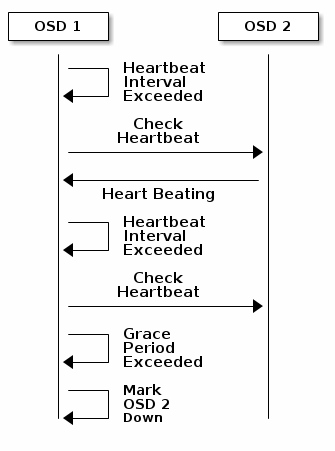 OSD 1
OSD 2
Heartbeat
Interval
Exceeded
Check
Heartbeat
Heart Beating
Heartbeat
Interval
Exceeded
Check
Heartbeat
Grace
Period
Exceeded
Mark
OSD 2
Down